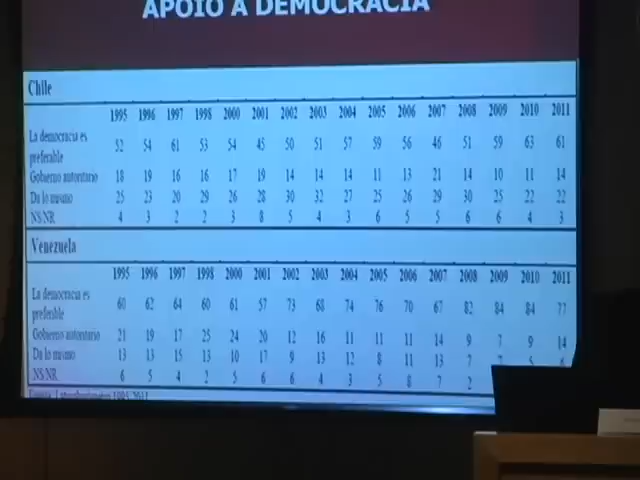 APOIO A DEMOCRACIA
Chile
1995 1996 1997 1998 2000 2001 2002 2003 2004 2005 2006 2007 2008 2009 2010 2011
La democracia es preferable 52 54 61 53 54 45 50 51 57 59 56 46 51 59 63 61
Gobierno autoritario 18 19 16 16 17 19 14 14 14 11 13 21 14 10 11 14
Da lo mismo 25 23 20 29 26 28 30 32 27 25 26 29 30 25 22 22
NS/NR 4 3 2 2 3 8 5 4 3 6 5 5 6 6 4 3
Venezuela
1995 1996 1997 1998 2000 2001 2002 2003 2004 2005 2006 2007 2008 2009 2010 2011
La democracia es preferable 60 62 64 60 61 57 73 68 74 76 70 67 82 84 84 77
Gobierno autoritario 21 19 17 25 24 20 12 16 11 11 11 14 9 7 9 14
Da lo mismo 13 13 15 13 10 17 9 13 12 8 11 13 7
NS/NR 6 5 4 2 5 6 6 4 3 5 8 7 2